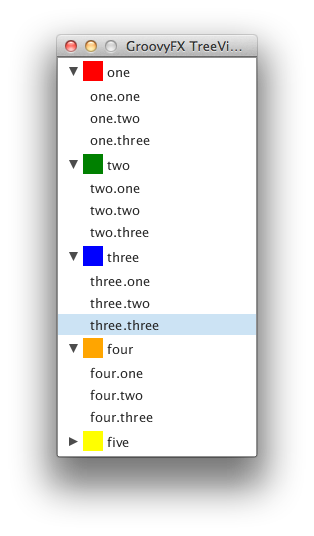 GroovyFX TreeVi...
one
one.one
one.two
one.three
two
two.one
two.two
two.three
three
three.one
three.two
three.three
four
four.one
four.two
four.three
five